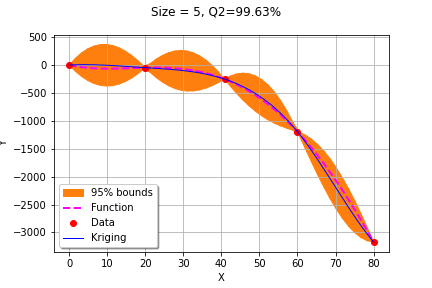 Size = 5, Q2=99.63%
500
0
−500
−1000
−1500
−2000
−2500
−3000
Y
95% bounds
Function
Data
Kriging
0 10 20 30 40 50 60 70 80
X